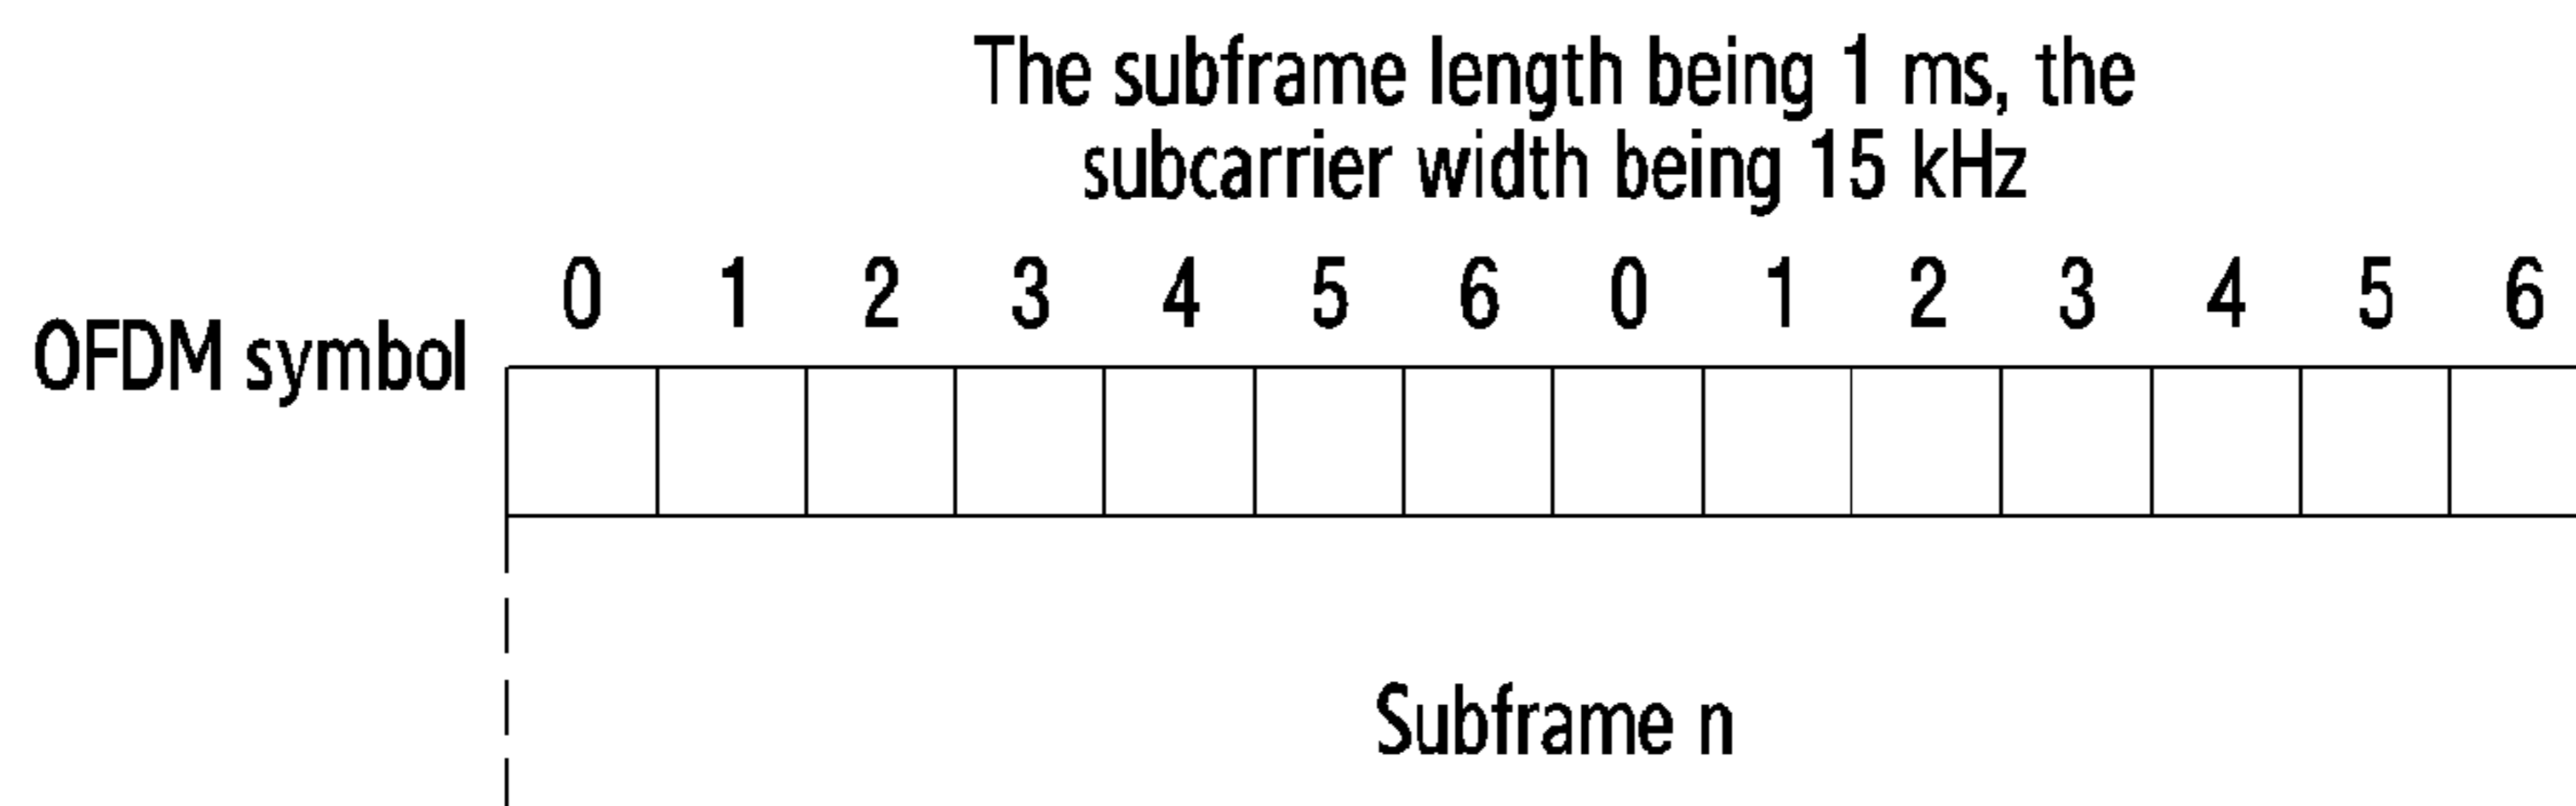 The subframe length being 1 ms, the
subcarrier width being 15 kHz
0 1 2 3 4 5 6 0 1 2 3 4 5 6
OFDM symbol
Subframe n